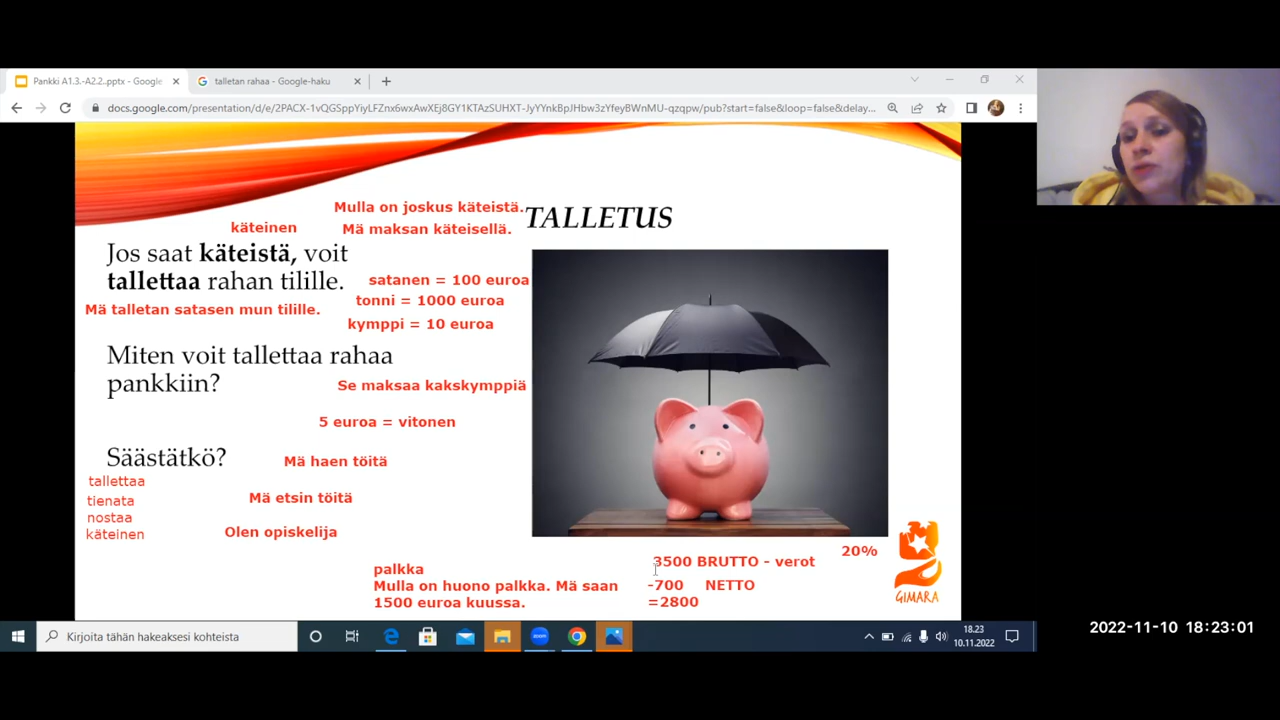 Pankki A1.3.-A2.2..pptx - Google
talletan rahaa - Google-haku
docs.google.com/presentation/d/e/2PACX-1vQGSppYiyLFZnx6wxAwXEj8GY1KTAzSUHXT-JyYYnkBpJHbw3zYfeyBWnMU-qzqpw/pub?start=false&loop=false&delay...
Mulla on joskus käteistä.
käteinen
Mä maksan käteisellä.
TALLETUS
Jos saat käteistä, voit
tallettaa rahan tilille.
satanen = 100 euroa
tonni = 1000 euroa
Mä talletan satasen mun tilille.
kymppi = 10 euroa
Miten voit tallettaa rahaa
pankkiin?
Se maksaa kakskymppiä
5 euroa = vitonen
Säästätkö?
Mä haen töitä
tallettaa
tienata
Mä etsin töitä
nostaa
käteinen
Olen opiskelija
20%
3500 BRUTTO - verot
palkka
Mulla on huono palkka. Mä saan
1500 euroa kuussa.
-700 NETTO
=2800
GIMARA
Kirjoita tähän hakeaksesi kohteita
zoom
18.23
10.11.2022
2022-11-10 18:23:01